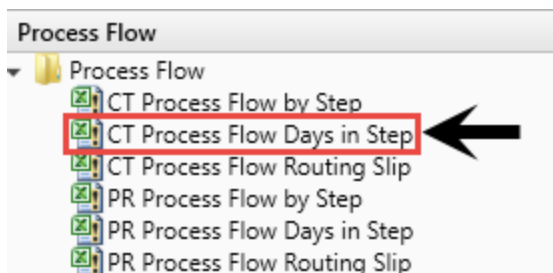 Process Flow
Process Flow
CT Process Flow by Step
CT Process Flow Days in Step
CT Process Flow Routing Slip
PR Process Flow by Step
PR Process Flow Days in Step
PR Process Flow Routing Slip